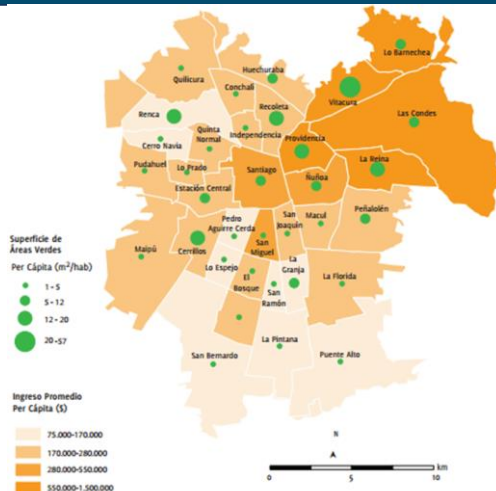 Lo Barnechea
Huechuraba
Quilicura
Conchalí
Vitacura
Las Condes
Renca
Recoleta
Cerro Navia
Quinta
Normal
Independencia
Providencia
La Reina
Pudahuel
Lo Prado
Santiago
Ñuñoa
Estación Central
Peñalolén
Pedro
Aguirre Cerda
San
Joaquín
Macul
Maipú
Cerrillos
San
Miguel
La
Granja
Lo Espejo
El
Bosque
San
Ramón
La Florida
San Bernardo
La Pintana
Puente Alto
Superficie de
Áreas Verdes
Per Cápita (m²/hab)
1 - 5
5 - 12
12 - 20
20 -57
Ingreso Promedio
Per Cápita ($)
75.000-170.000
170.000-280.000
280.000-550.000
550.000-1.500.000
N
0 5 10
km